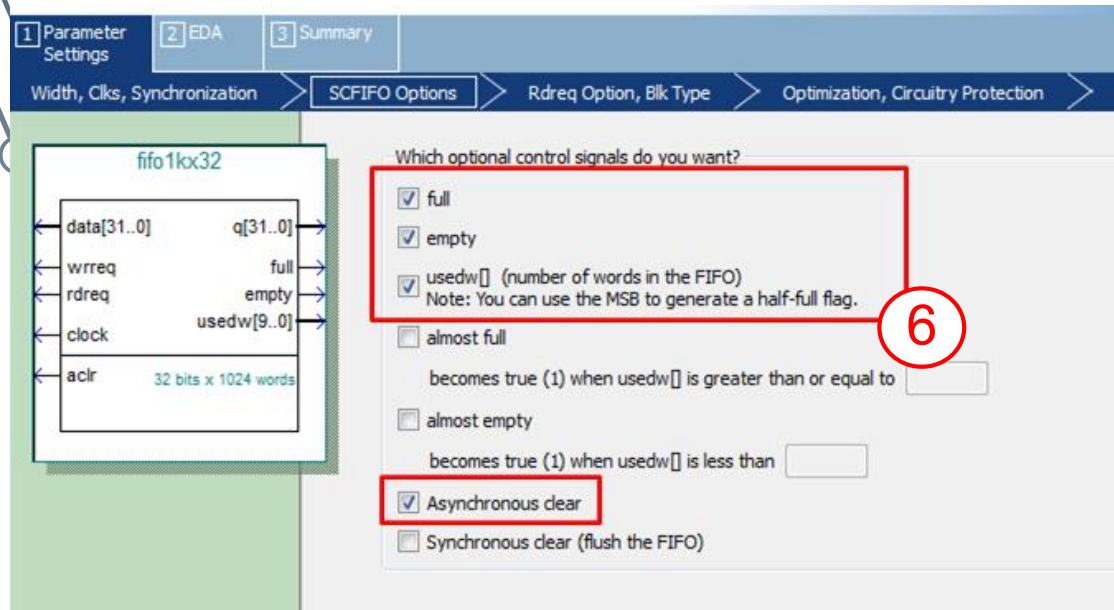 1 Parameter Settings
2 EDA
3 Summary
Width, Clks, Synchronization
SCFIFO Options
Rdreq Option, Blk Type
Optimization, Circuitry Protection
fifo1kx32
data[31..0] q[31..0]
wrreq full
rdreq empty
usedw[9..0]
clock
aclr 32 bits x 1024 words
Which optional control signals do you want?
full
empty
usedw[] (number of words in the FIFO)
Note: You can use the MSB to generate a half-full flag.
6
almost full
becomes true (1) when usedw[] is greater than or equal to
almost empty
becomes true (1) when usedw[] is less than
Asynchronous clear
Synchronous clear (flush the FIFO)